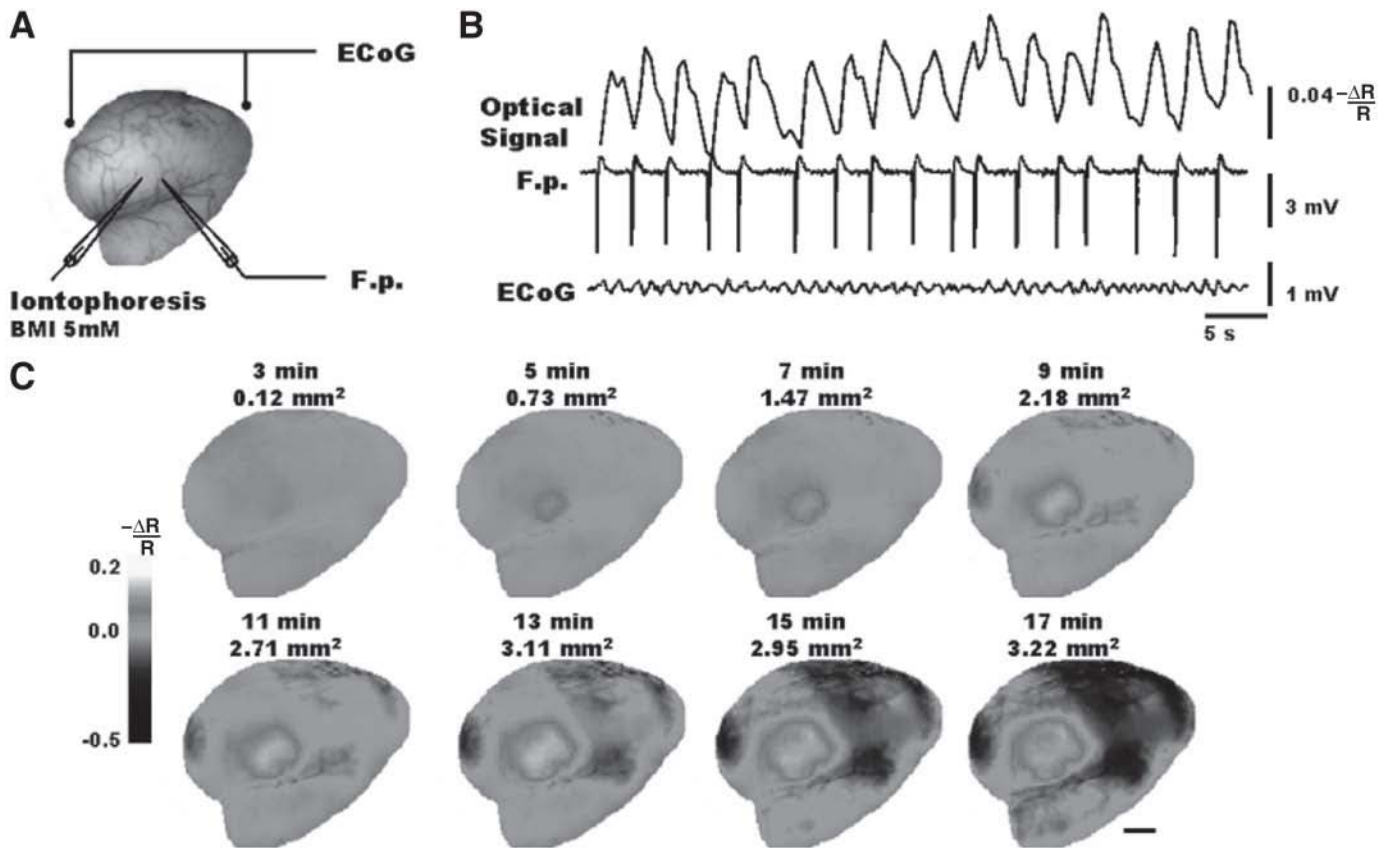 A
ECoG
Iontophoresis
BMI 5mM
F.p.
B
Optical
Signal
0.04 -ΔR/R
F.p.
3 mV
ECoG
1 mV
5 s
C
3 min
0.12 mm²
5 min
0.73 mm²
7 min
1.47 mm²
9 min
2.18 mm²
-ΔR/R
0.2
0.0
-0.5
11 min
2.71 mm²
13 min
3.11 mm²
15 min
2.95 mm²
17 min
3.22 mm²